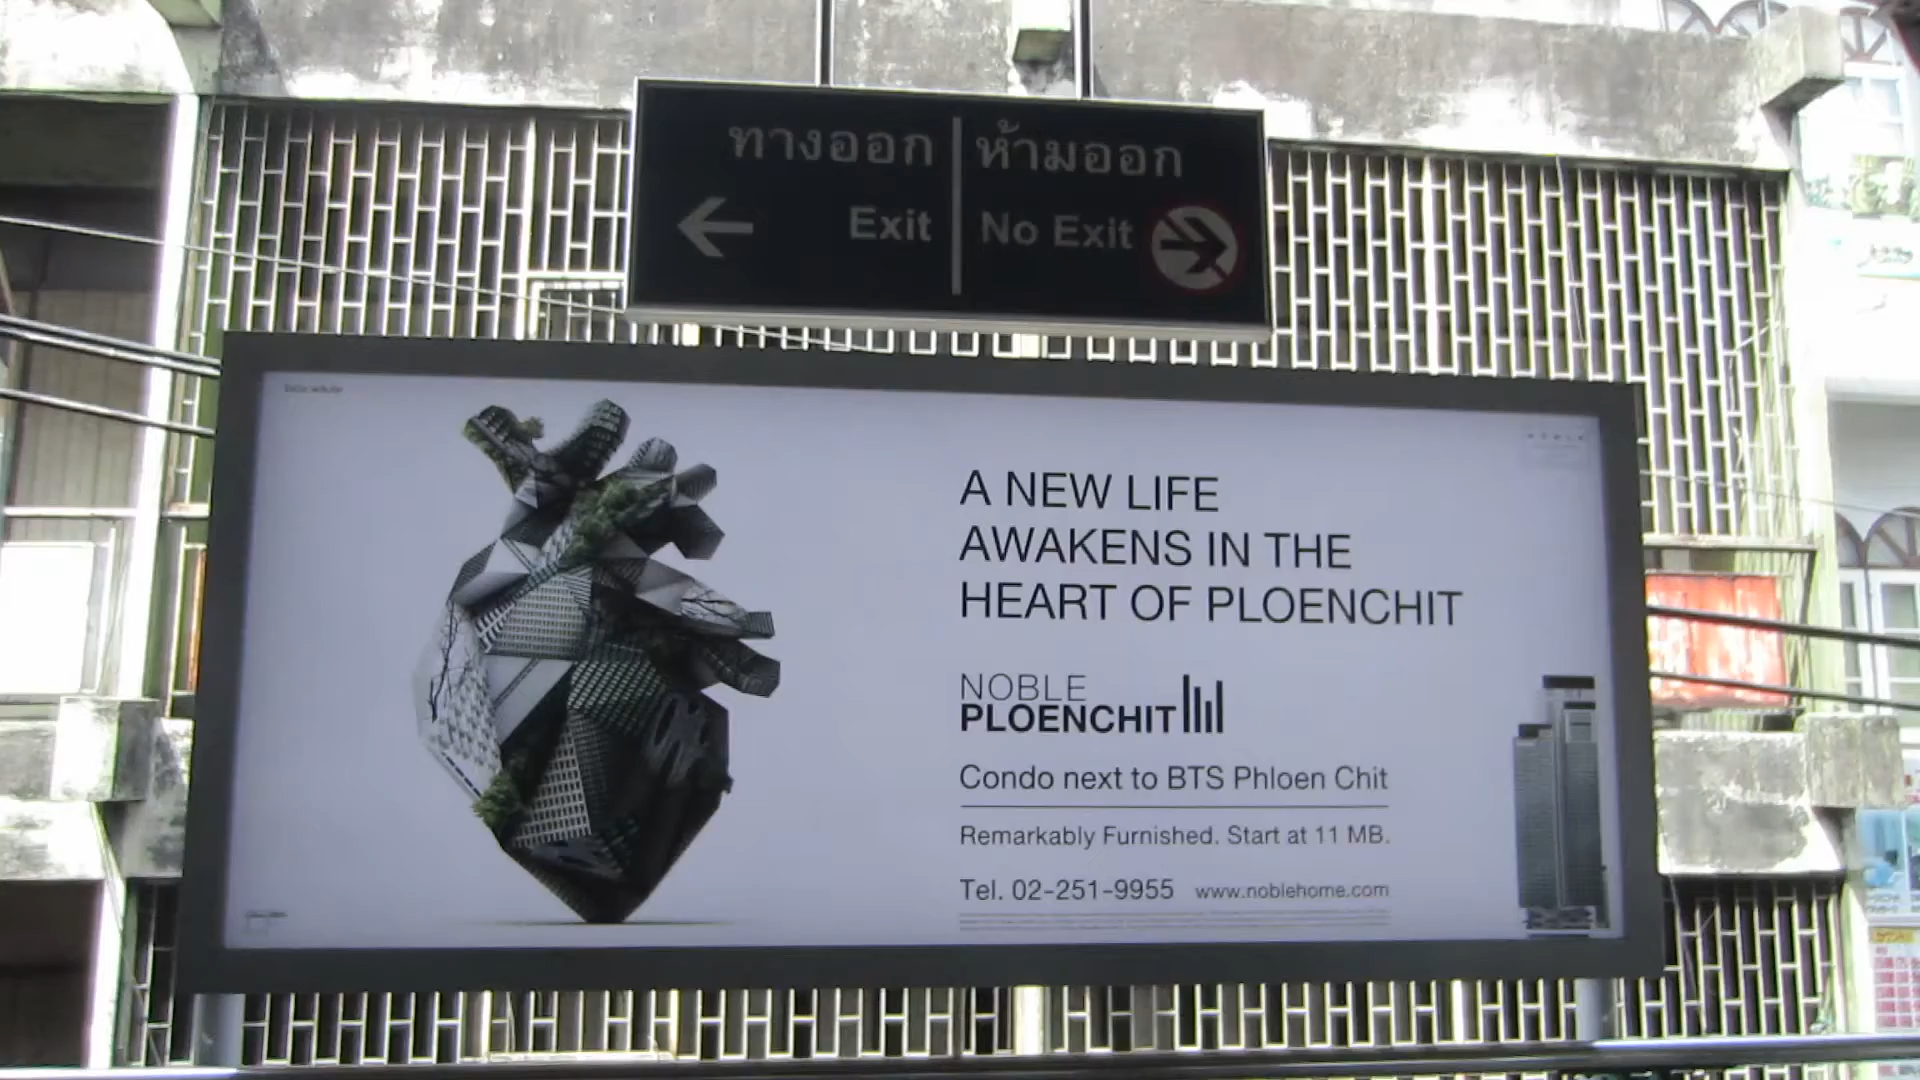 ทางออก
ห้ามออก
Exit
No Exit
A NEW LIFE
AWAKENS IN THE
HEART OF PLOENCHIT
NOBLE
PLOENCHIT
Condo next to BTS Phloen Chit
Remarkably Furnished. Start at 11 MB.
Tel. 02-251-9955 www.noblehome.com